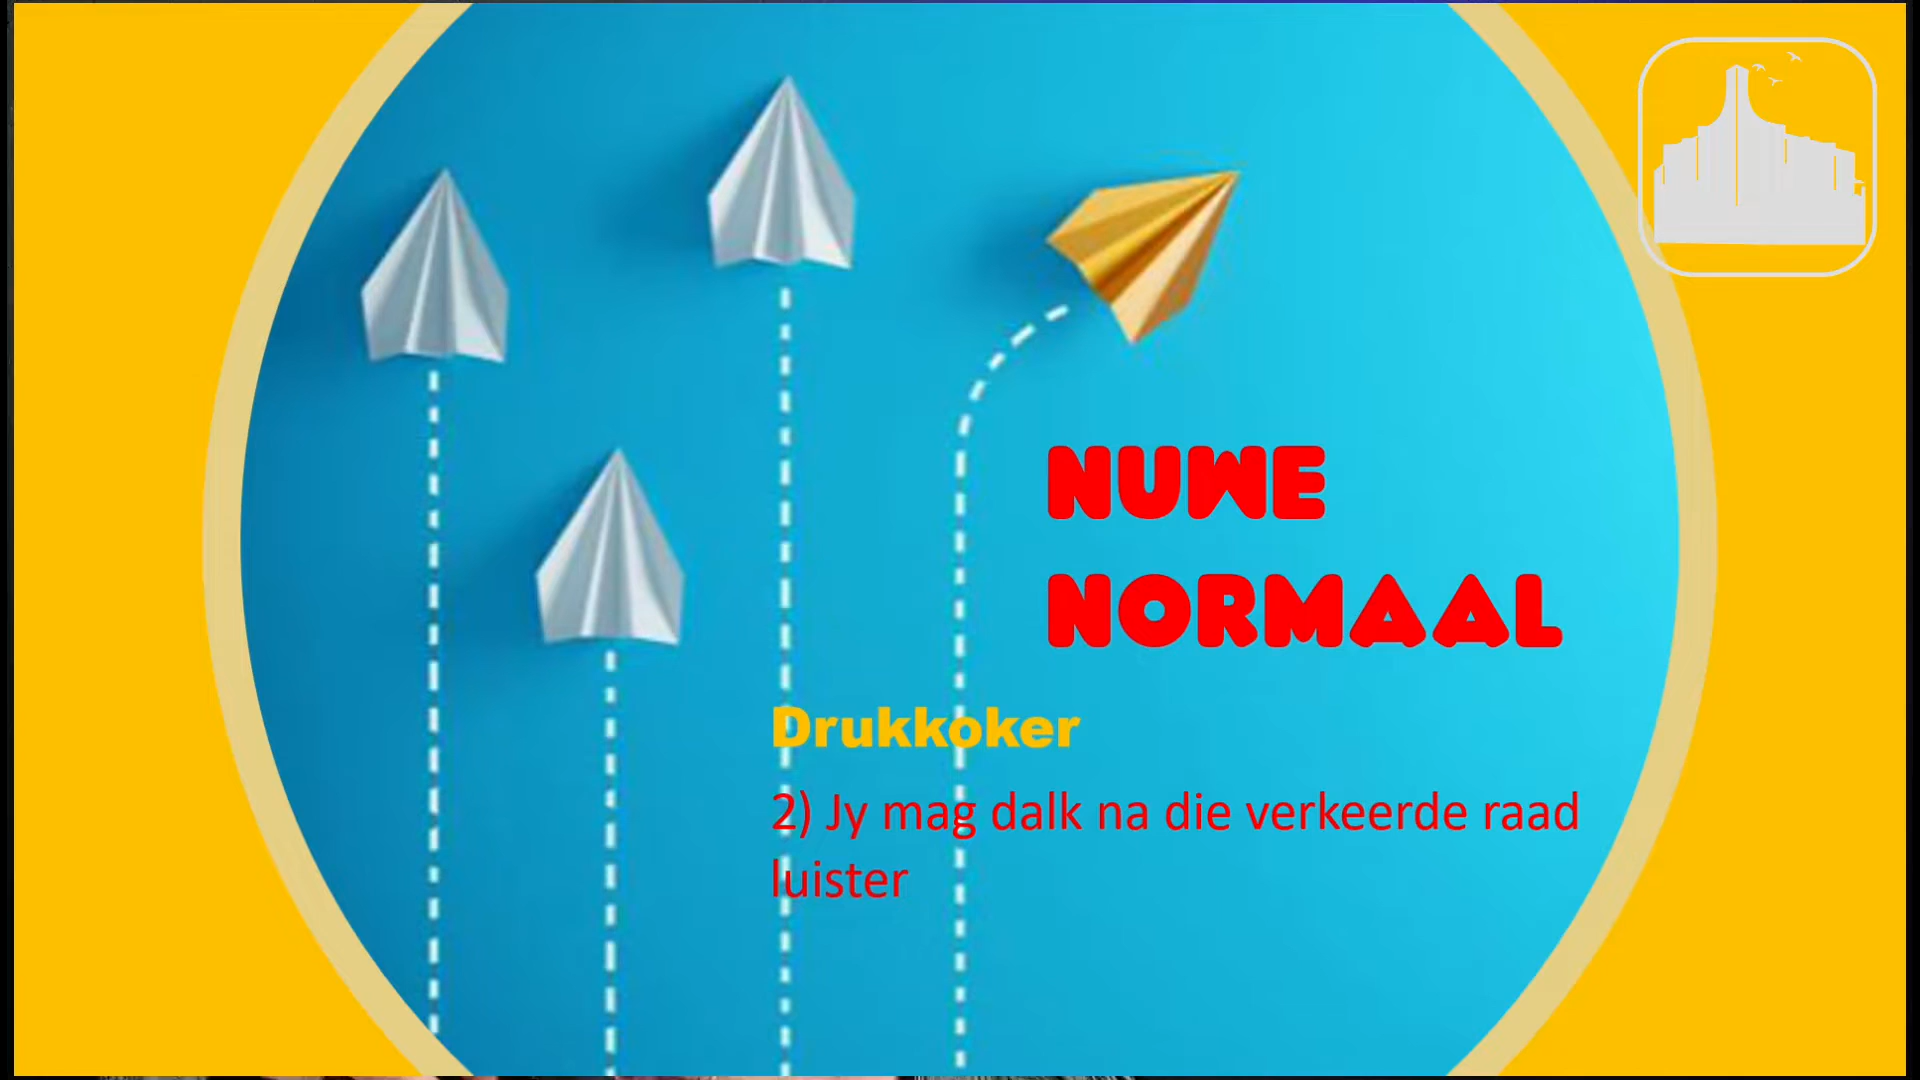 NUWE
NORMAAL
Drukkoker
2) Jy mag dalk na die verkeerde raad
luister